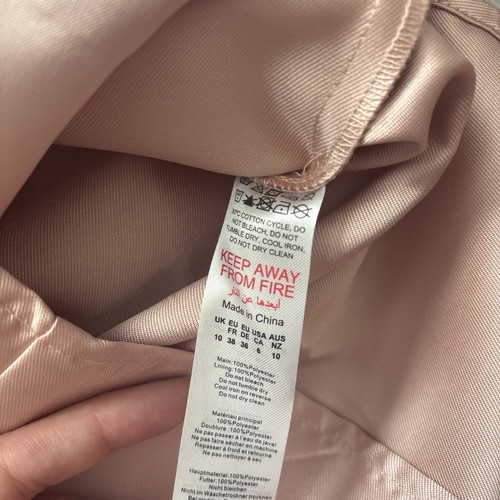 30°C COTTON CYCLE, DO
NOT BLEACH, DO NOT
TUMBLE DRY, COOL IRON,
DO NOT DRY CLEAN
KEEP AWAY
FROM FIRE
أبعدها عن النار
Made in China
UK EU EU USA AUS
FR DE CA NZ
10 38 36 6 10
Main:100%Polyester
Lining:100%Polyester
Do not bleach
Do not tumble dry
Cool iron on reverse
Do not dry clean
Matériau principal
100%Polyester
Doublure :100%Polyester
Ne pas passer à l'eau de javel
Ne pas faire sécher en machine
Repasser à froid à l'envers
Ne pas nettoyer à sec
Hauptmaterial: 100%Polyester
Futter:100% Polyester
Nicht bleichen
Nicht im Wäschetrockner trocknen